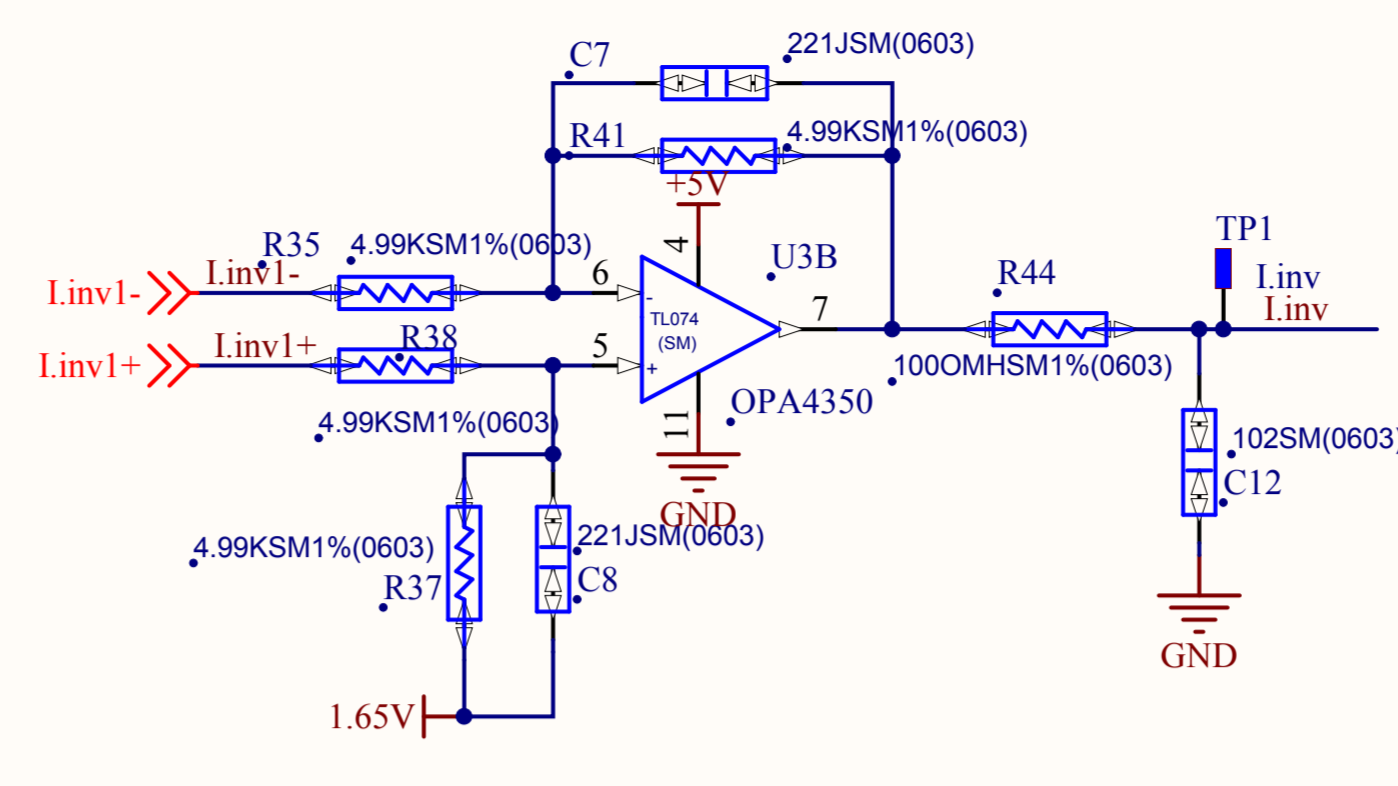 C7
221JSM(0603)
R41
4.99KSM1%(0603)
+5V
R35
4.99KSM1%(0603)
4
U3B
TP1
I.inv1-
I.inv1-
6
-
7
R44
I.inv
I.inv
TL074
(SM)
I.inv1+
I.inv1+
R38
5
+
100OMHSM1%(0603)
4.99KSM1%(0603)
11
OPA4350
102SM(0603)
C12
GND
4.99KSM1%(0603)
221JSM(0603)
R37
C8
GND
1.65V